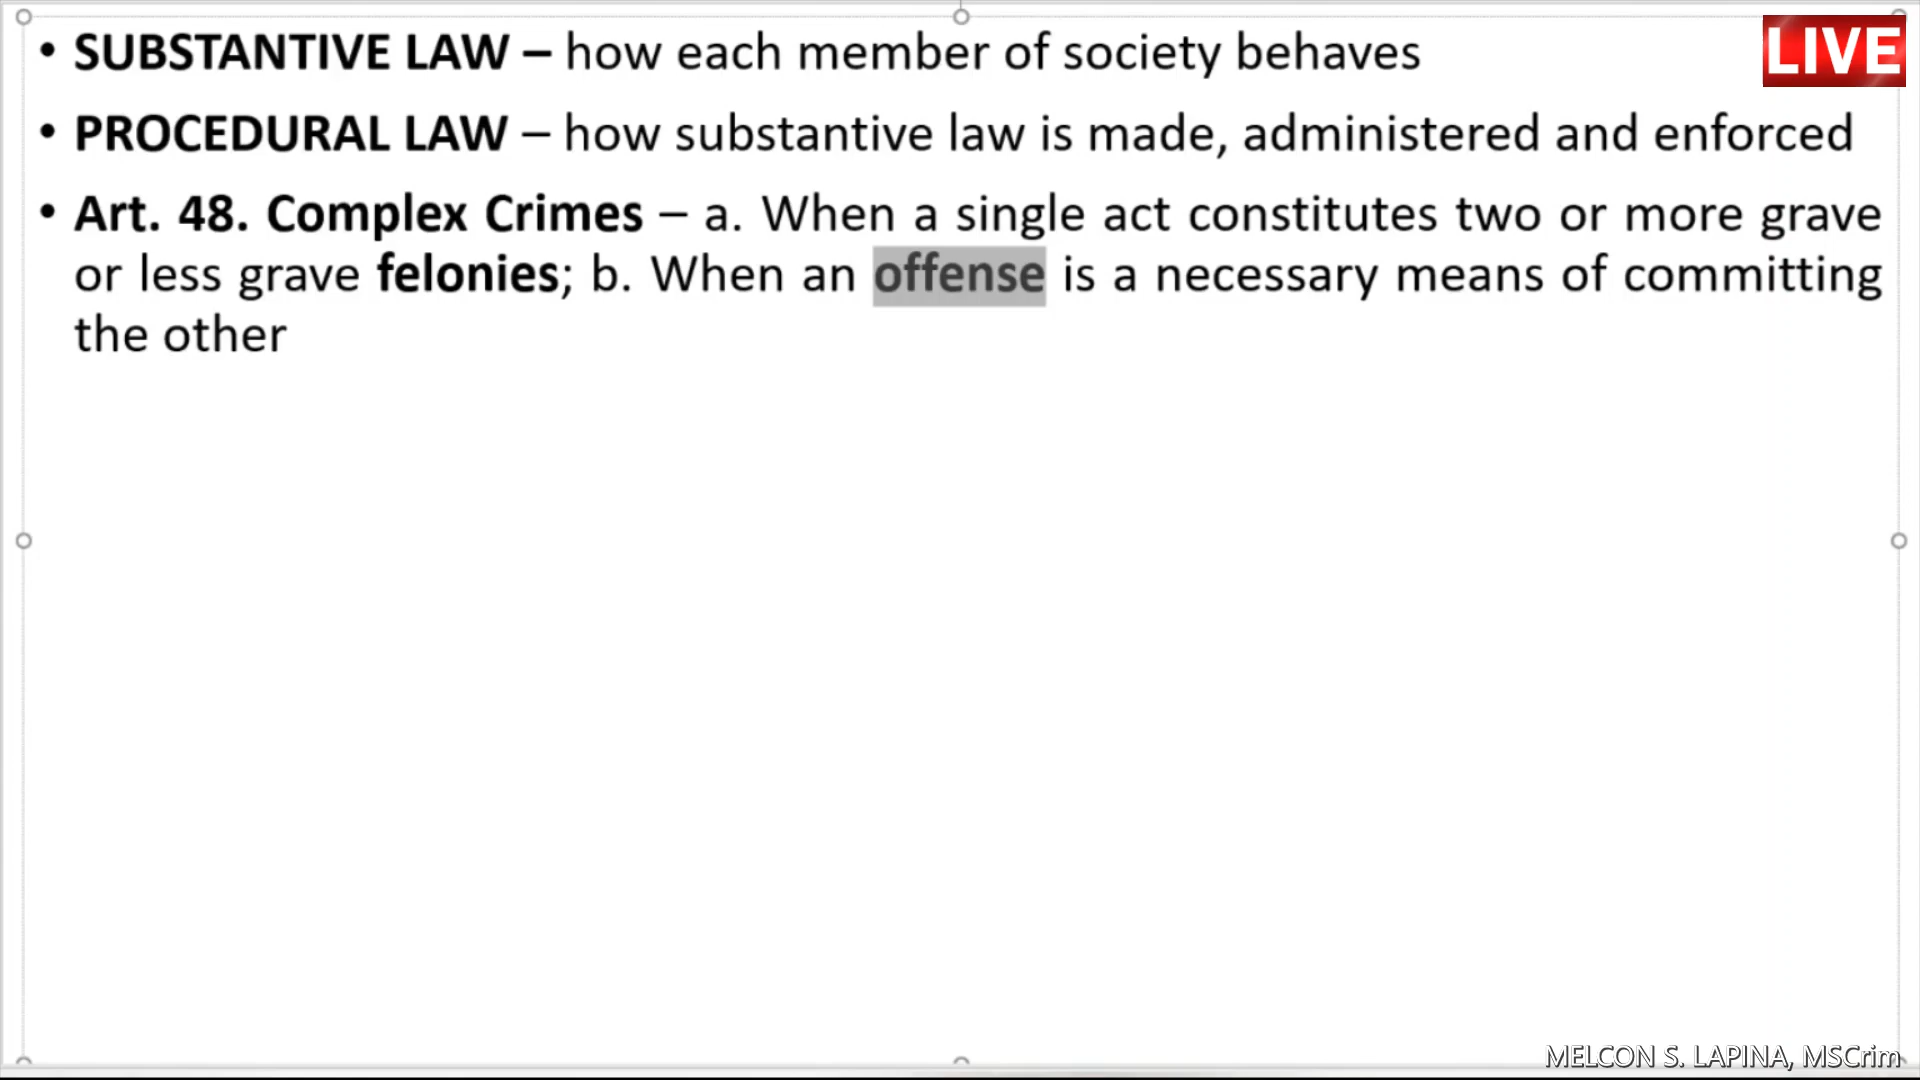 • SUBSTANTIVE LAW – how each member of society behaves
LIVE
• PROCEDURAL LAW – how substantive law is made, administered and enforced
• Art. 48. Complex Crimes – a. When a single act constitutes two or more grave
or less grave felonies; b. When an offense is a necessary means of committing
the other
MELCON S. LAPINA, MSCrim